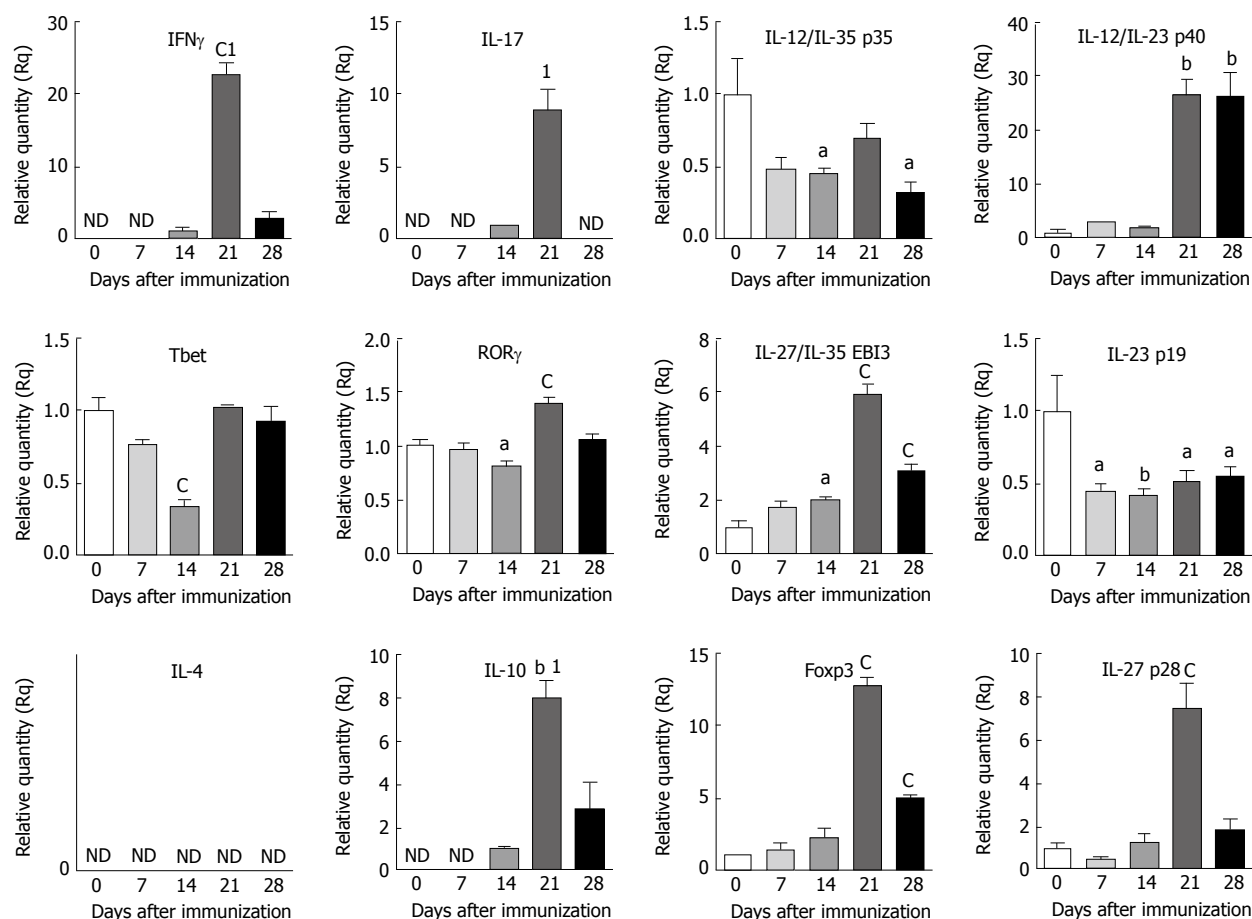 IFNγ
C1
30
20
10
0
ND ND
0 7 14 21 28
Relative quantity (Rq)
Days after immunization
IL-17
1
15
10
5
0
ND ND ND
0 7 14 21 28
Relative quantity (Rq)
Days after immunization
IL-12/IL-35 p35
1.5
1.0
0.5
0.0
a a
0 7 14 21 28
Relative quantity (Rq)
Days after immunization
IL-12/IL-23 p40
b b
40
30
20
10
0
0 7 14 21 28
Relative quantity (Rq)
Days after immunization
Tbet
1.5
1.0
0.5
0.0
C
0 7 14 21 28
Relative quantity (Rq)
Days after immunization
RORγ
C
2.0
1.5
1.0
0.5
0.0
a
0 7 14 21 28
Relative quantity (Rq)
Days after immunization
IL-27/IL-35 EBI3
C
8
6
4
2
0
a C
0 7 14 21 28
Relative quantity (Rq)
Days after immunization
IL-23 p19
1.5
1.0
0.5
0.0
a b a a
0 7 14 21 28
Relative quantity (Rq)
Days after immunization
IL-4
0
ND ND ND ND ND
0 7 14 21 28
Relative quantity (Rq)
Days after immunization
IL-10 b 1
10
8
6
4
2
0
ND ND
0 7 14 21 28
Relative quantity (Rq)
Days after immunization
Foxp3 C
15
10
5
0
C
0 7 14 21 28
Relative quantity (Rq)
Days after immunization
IL-27 p28 C
10
8
6
4
2
0
0 7 14 21 28
Relative quantity (Rq)
Days after immunization